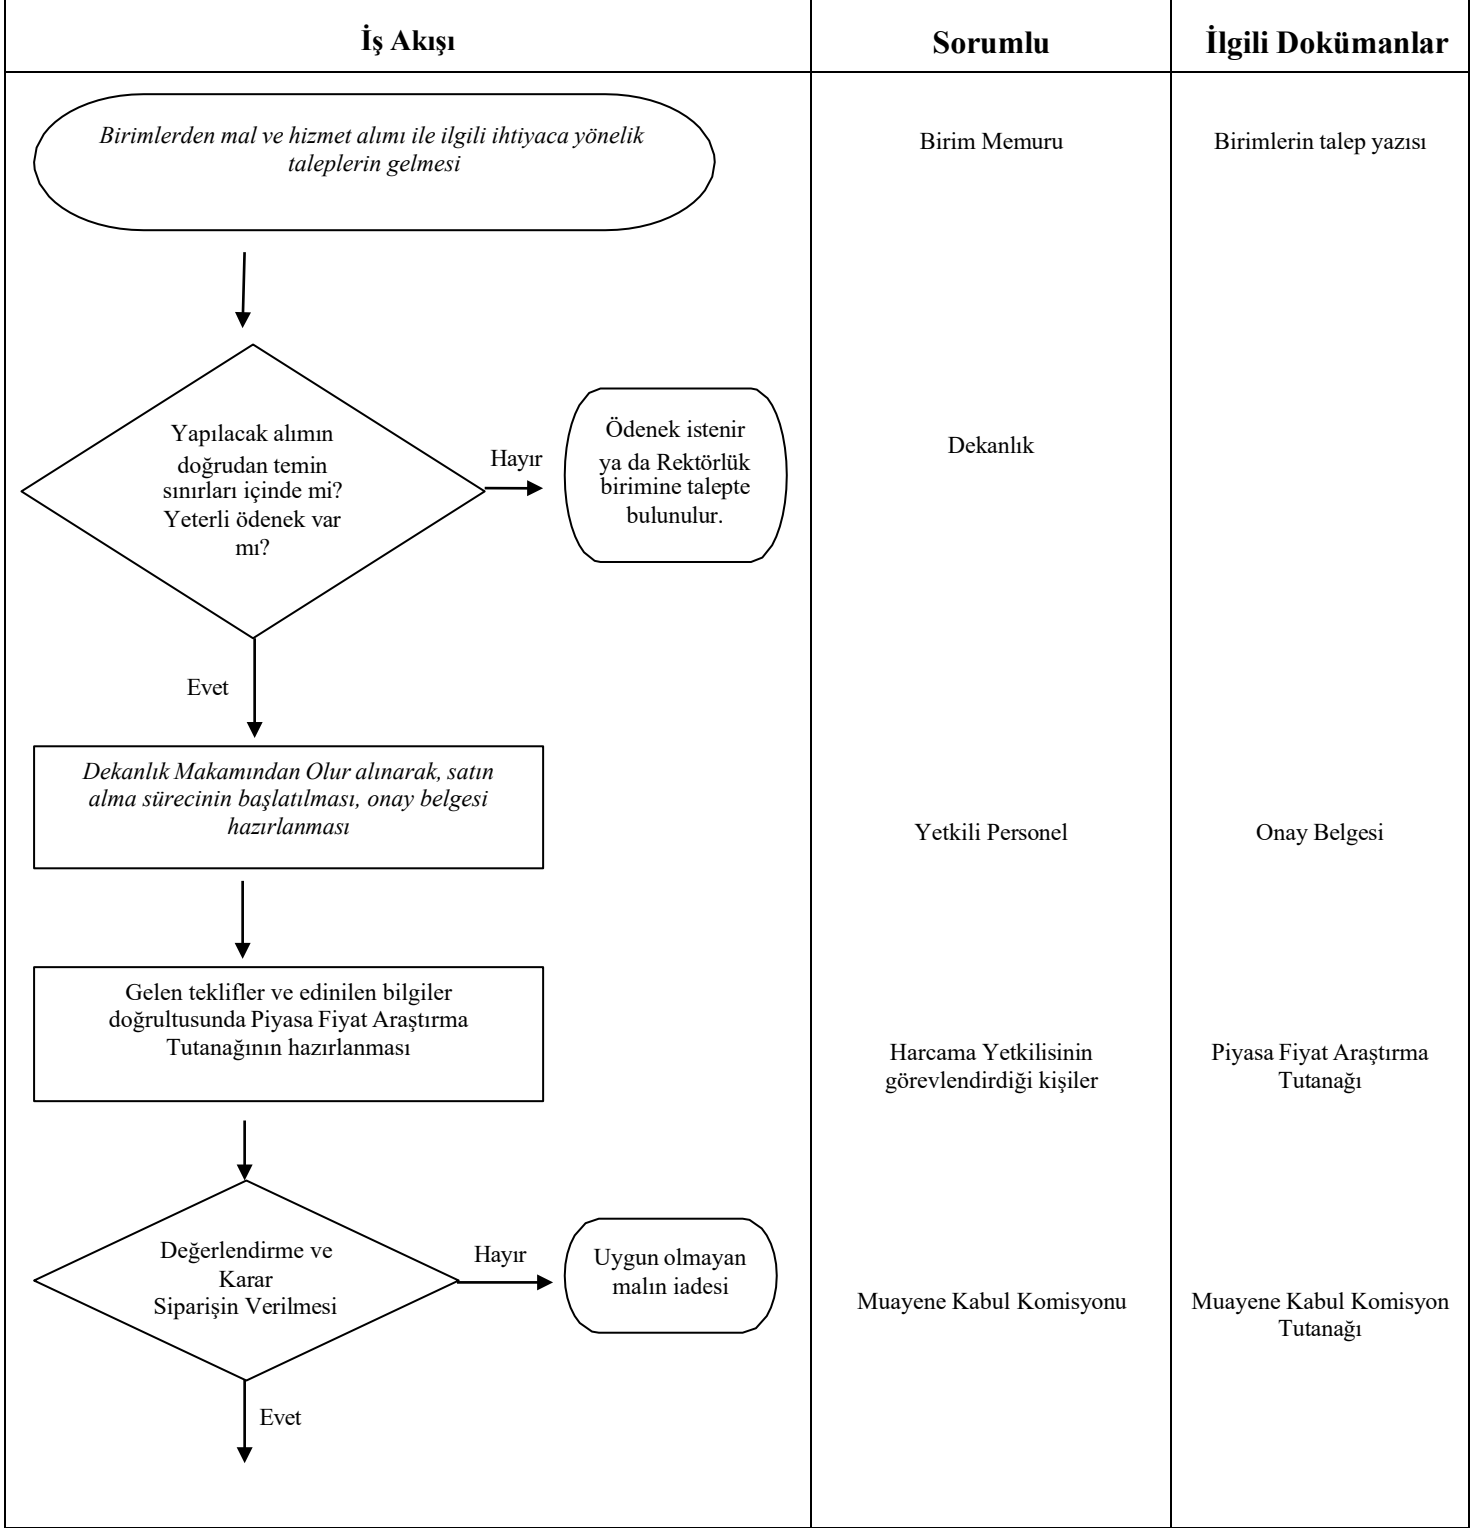 İş Akışı
Sorumlu
İlgili Dokümanlar
Birimlerden mal ve hizmet alımı ile ilgili ihtiyaca yönelik
taleplerin gelmesi
Birim Memuru
Birimlerin talep yazısı
Yapılacak alımın
doğrudan temin
sınırları içinde mi?
Yeterli ödenek var
mı?
Hayır
Ödenek istenir
ya da Rektörlük
birimine talepte
bulunulur.
Dekanlık
Evet
Dekanlık Makamından Olur alınarak, satın
alma sürecinin başlatılması, onay belgesi
hazırlanması
Yetkili Personel
Onay Belgesi
Gelen teklifler ve edinilen bilgiler
doğrultusunda Piyasa Fiyat Araştırma
Tutanağının hazırlanması
Harcama Yetkilisinin
görevlendirdiği kişiler
Piyasa Fiyat Araştırma
Tutanağı
Değerlendirme ve
Karar
Siparişin Verilmesi
Hayır
Uygun olmayan
malın iadesi
Muayene Kabul Komisyonu
Muayene Kabul Komisyon
Tutanağı
Evet